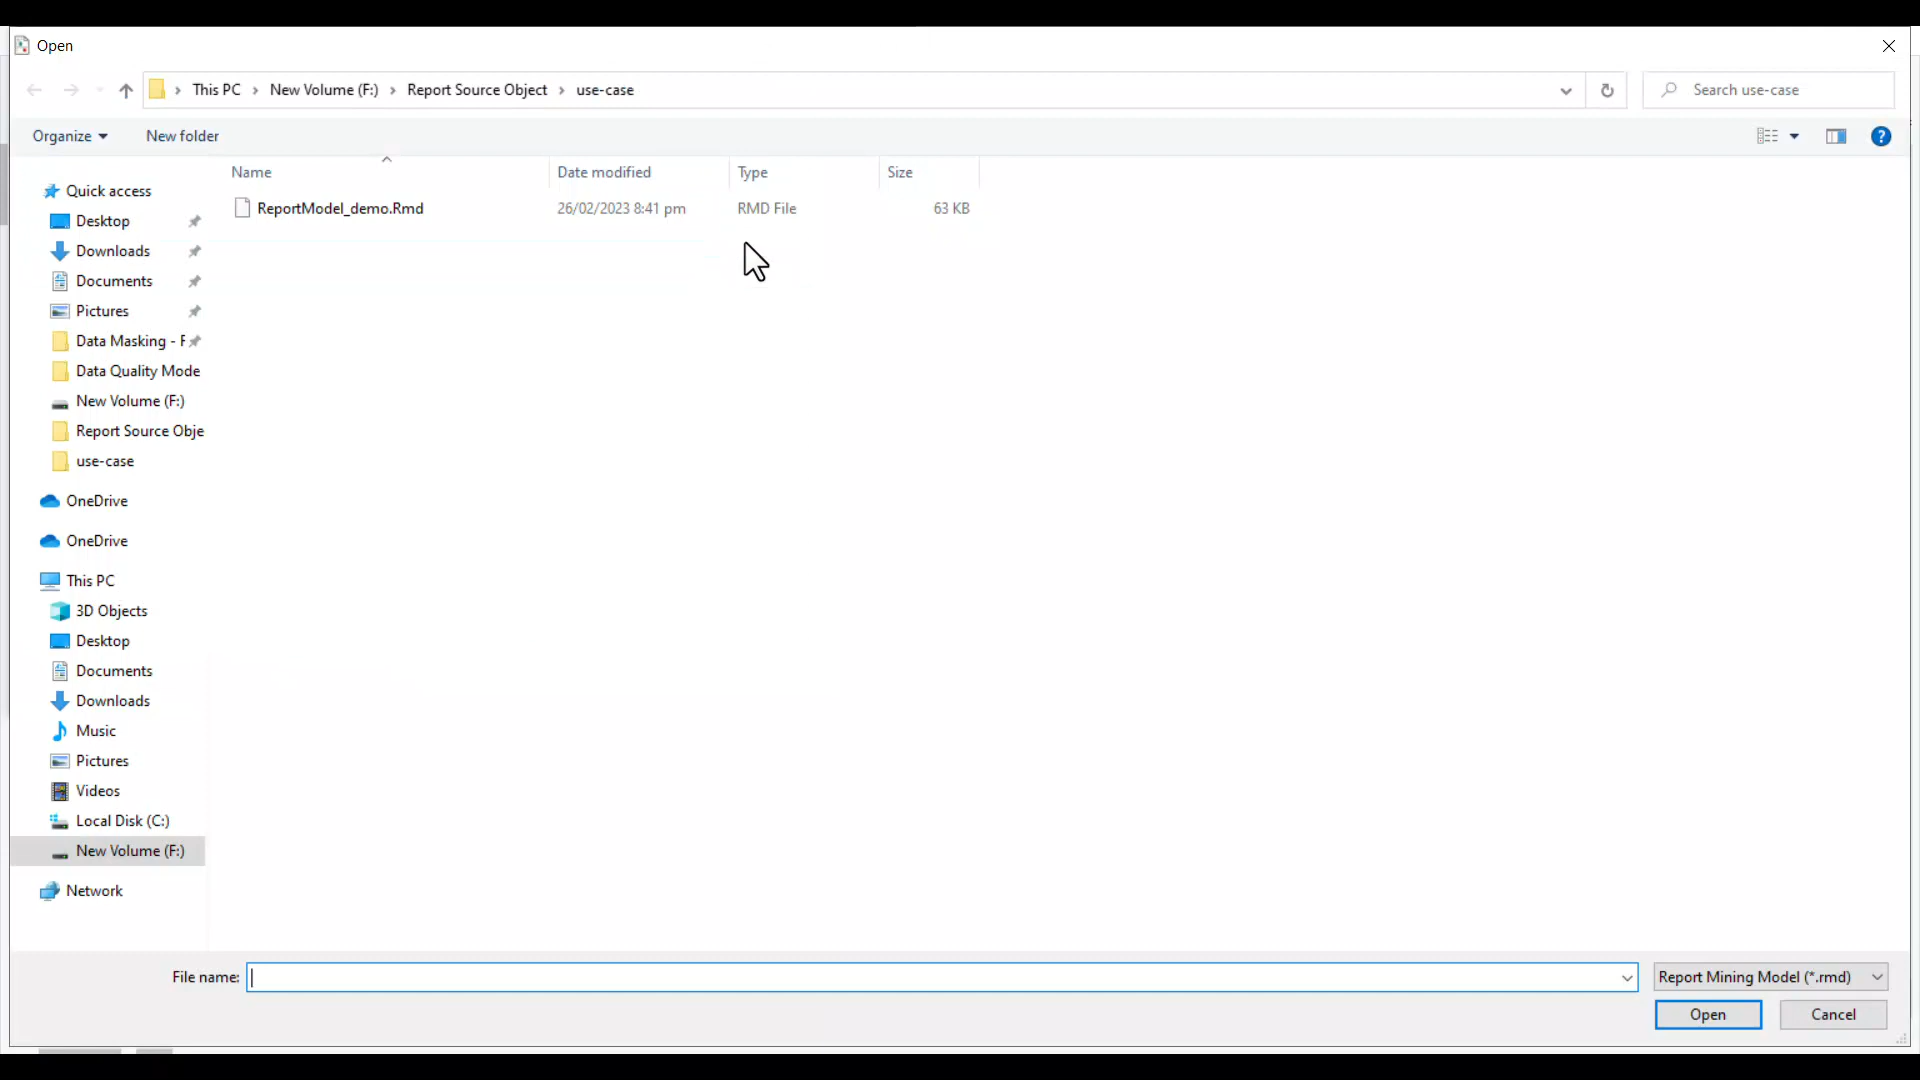 Open
This PC > New Volume (F:) > Report Source Object > use-case
Search use-case
Organize
New folder
Name
Date modified
Type
Size
ReportModel_demo.Rmd
26/02/2023 8:41 pm
RMD File
63 KB
Quick access
Desktop
Downloads
Documents
Pictures
Data Masking - F
Data Quality Mode
New Volume (F:)
Report Source Obje
use-case
OneDrive
OneDrive
This PC
3D Objects
Desktop
Documents
Downloads
Music
Pictures
Videos
Local Disk (C:)
New Volume (F:)
Network
File name:
Report Mining Model (*.rmd)
Open
Cancel